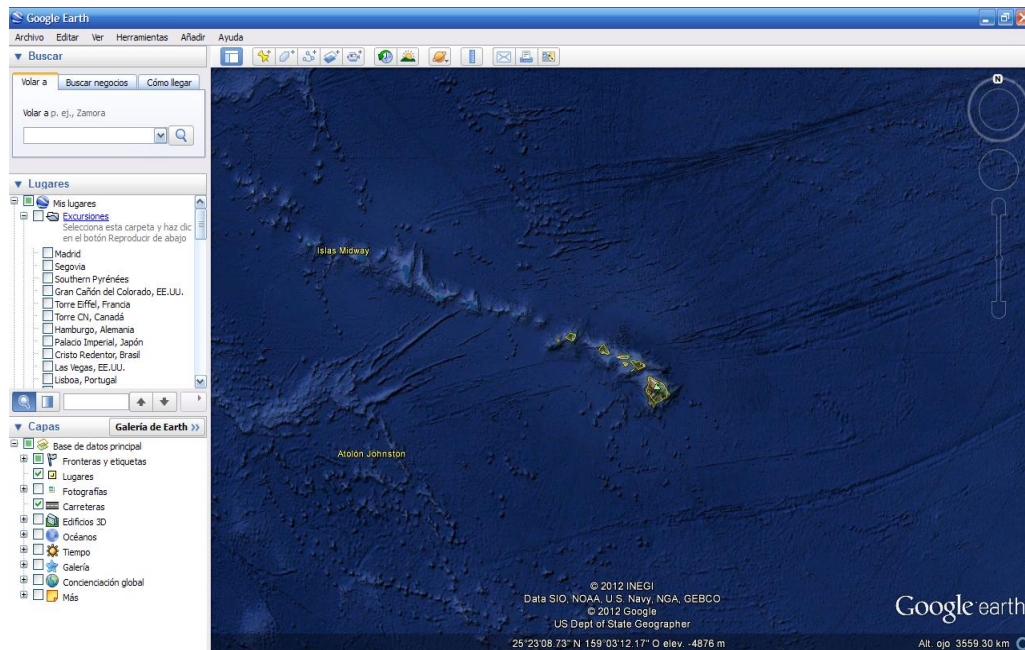 Google Earth
Archivo Editar Ver Herramientas Añadir Ayuda
Buscar
Volar a Buscar negocios Cómo llegar
Volar a p. ej., Zamora
Lugares
Mis lugares
Excursiones
Selecciona esta carpeta y haz clic
en el botón Reproducir de abajo
Madrid
Segovia
Southern Pyrénées
Gran Cañón del Colorado, EE.UU.
Torre Eiffel, Francia
Torre CN, Canadá
Hamburgo, Alemania
Palacio Imperial, Japón
Cristo Redentor, Brasil
Las Vegas, EE.UU.
Lisboa, Portugal
Capas Galería de Earth >>
Base de datos principal
Fronteras y etiquetas
Lugares
Fotografías
Carreteras
Edificios 3D
Océanos
Tiempo
Galería
Concienciación global
Más
N
Islas Midway
Atolón Johnston
© 2012 INEGI
Data SIO, NOAA, U.S. Navy, NGA, GEBCO
© 2012 Google
US Dept of State Geographer
Google earth
25°23'08.73" N 159°03'12.17" O elev. -4876 m
Alt. ojo 3559.30 km